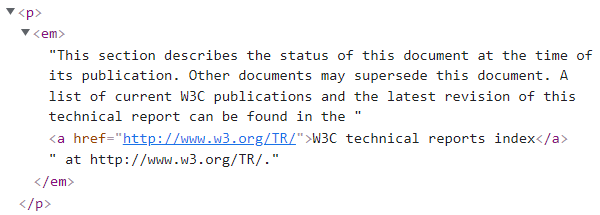 <p>
<em>
"This section describes the status of this document at the time of
its publication. Other documents may supersede this document. A
list of current W3C publications and the latest revision of this
technical report can be found in the "
<a href="http://www.w3.org/TR/">W3C technical reports index</a>
" at http://www.w3.org/TR/."
</em>
</p>